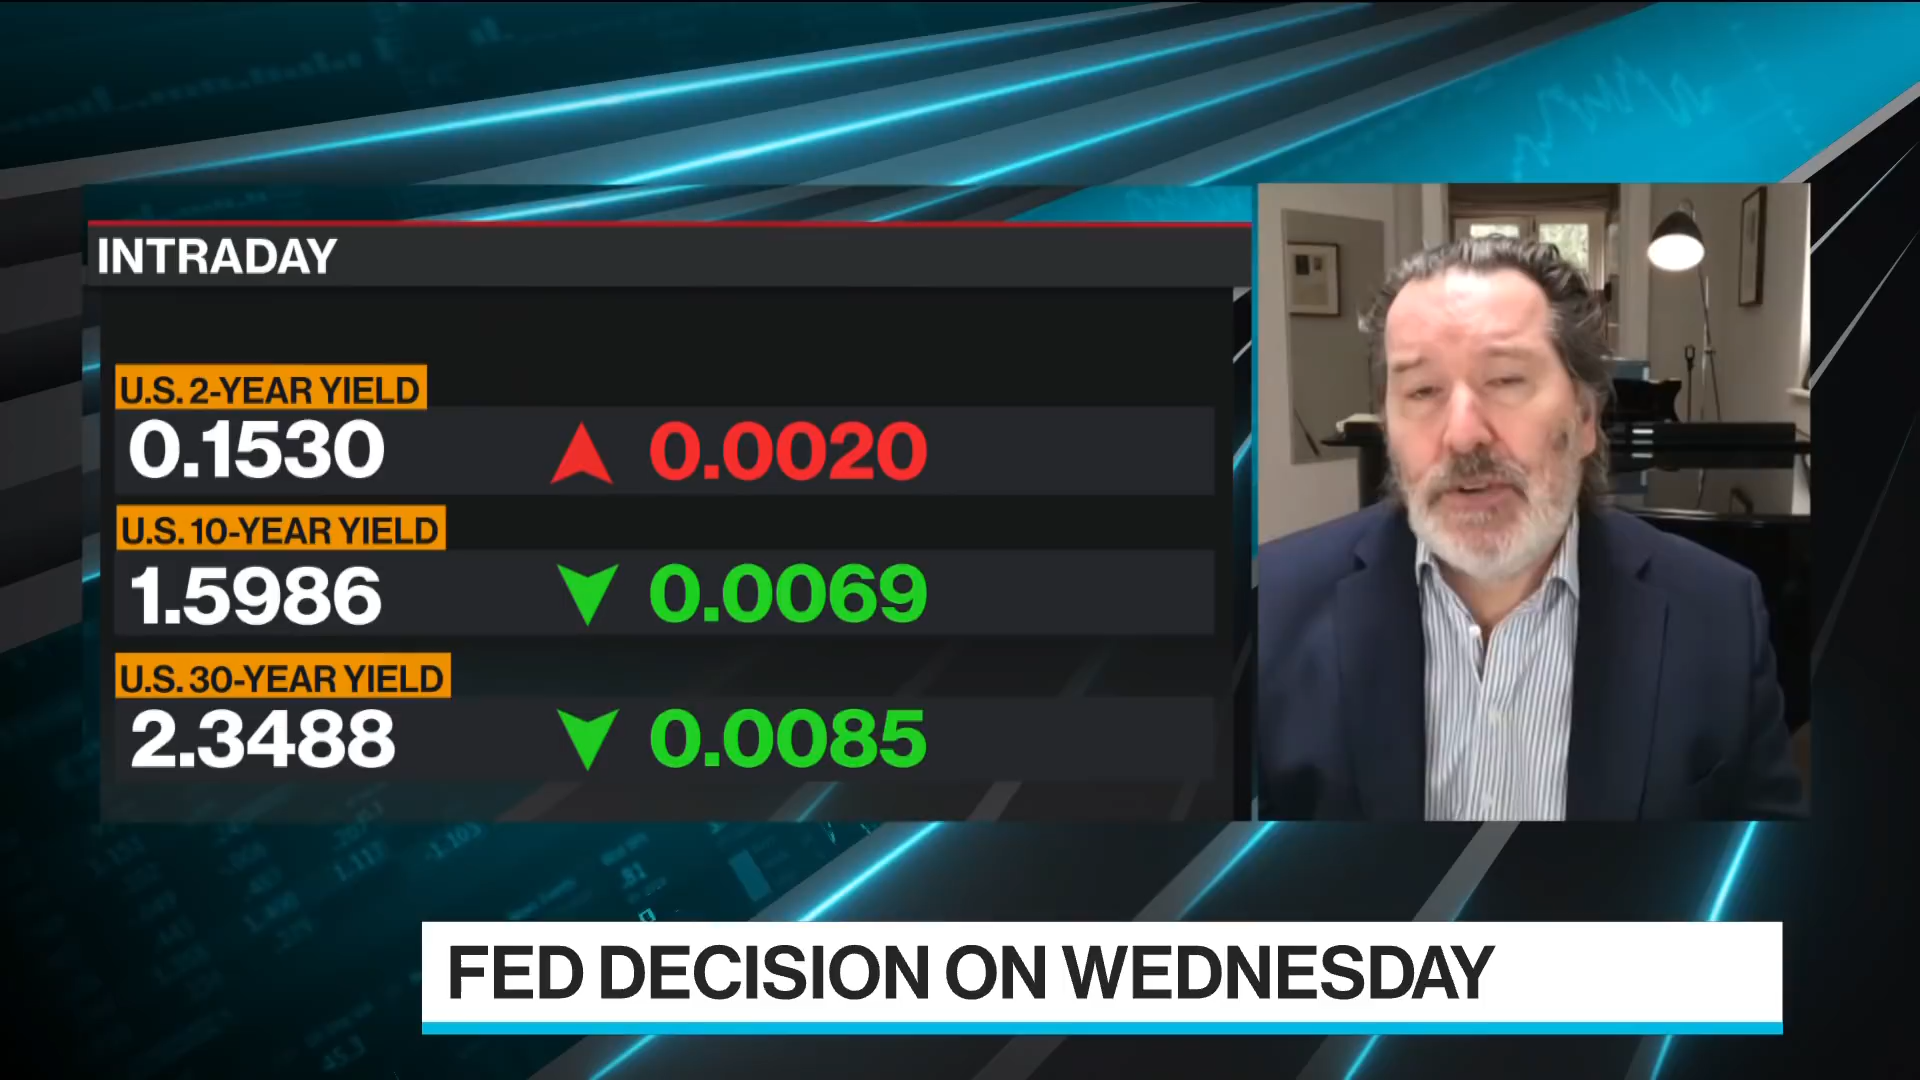 INTRADAY
U.S. 2-YEAR YIELD
0.1530 ▲ 0.0020
U.S. 10-YEAR YIELD
1.5986 ▼ 0.0069
U.S. 30-YEAR YIELD
2.3488 ▼ 0.0085
FED DECISION ON WEDNESDAY